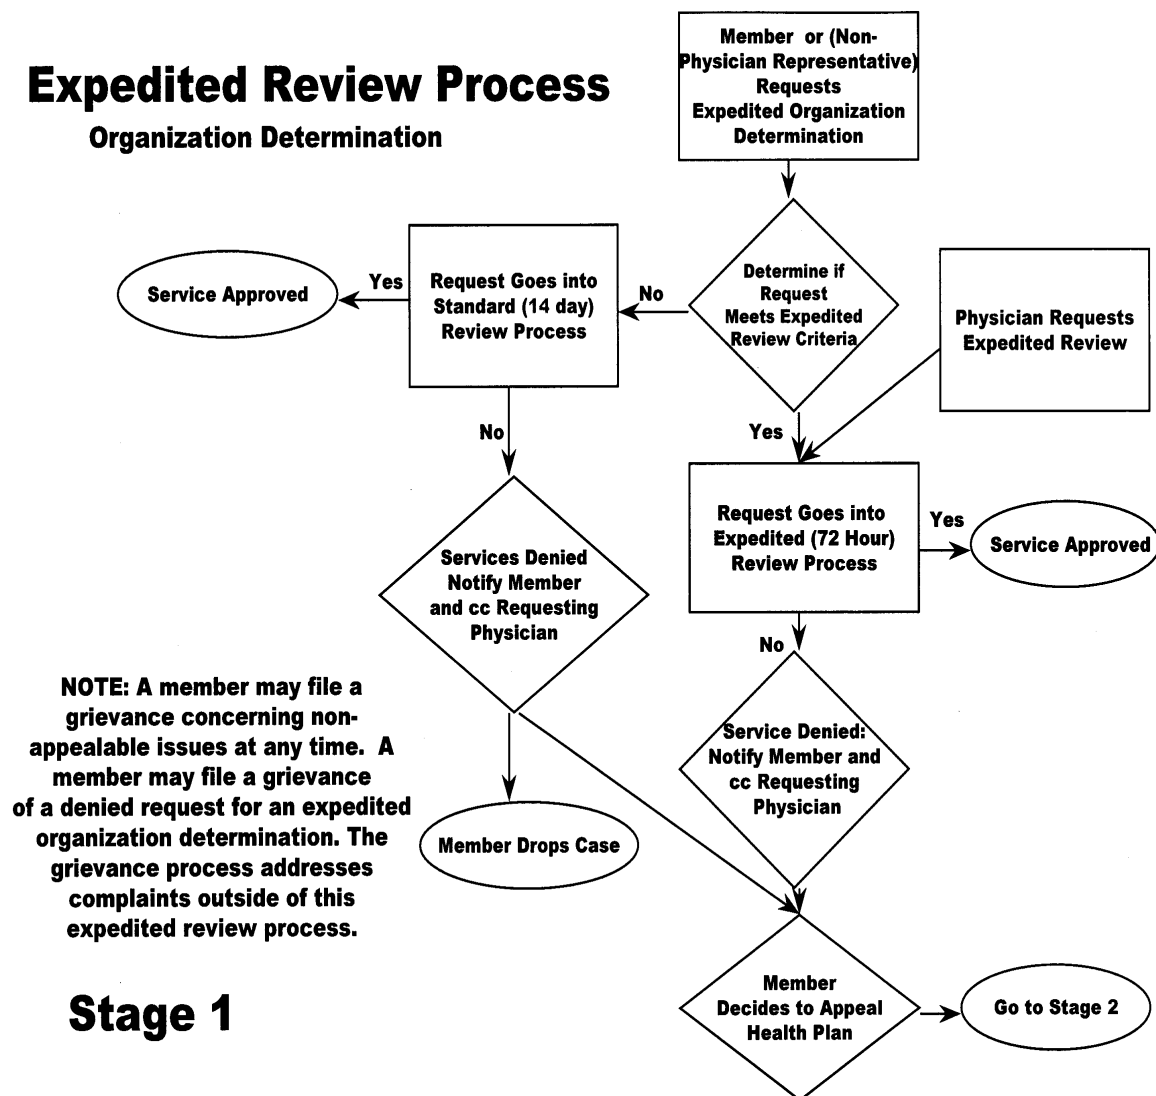 Expedited Review Process
Organization Determination
Member or (Non-
Physician Representative)
Requests
Expedited Organization
Determination
Determine if
Request
Meets Expedited
Review Criteria
No
Request Goes into
Standard (14 day)
Review Process
Yes
Service Approved
Physician Requests
Expedited Review
No
Yes
Services Denied
Notify Member
and cc Requesting
Physician
Request Goes into
Expedited (72 Hour)
Review Process
Yes
Service Approved
No
Service Denied:
Notify Member and
cc Requesting
Physician
Member Drops Case
NOTE: A member may file a
grievance concerning non-
appealable issues at any time. A
member may file a grievance
of a denied request for an expedited
organization determination. The
grievance process addresses
complaints outside of this
expedited review process.
Member
Decides to Appeal
Health Plan
Go to Stage 2
Stage 1